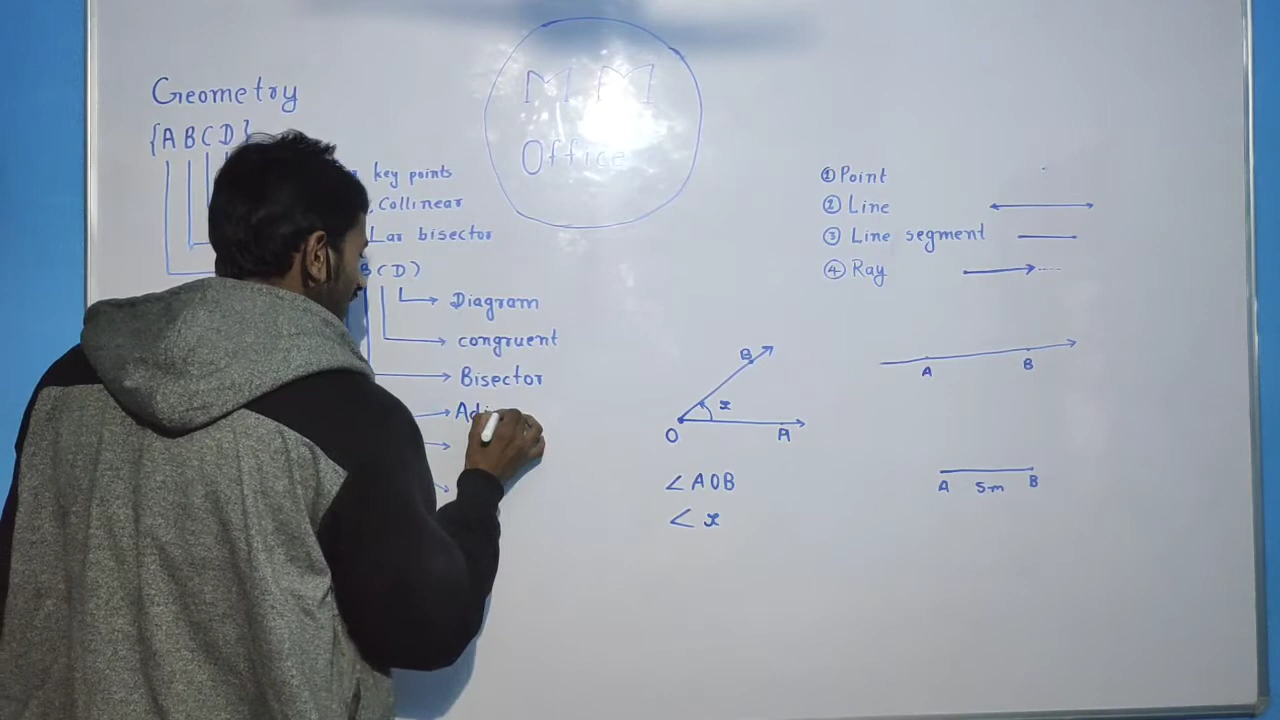 MM
Office
Geometry
{ABCD}
key points
Collinear
Lar bisector
B C D )
Diagram
congruent
Bisector
① Point
② Line
③ Line segment
④ Ray
B
x
O
A
∠AOB
∠x
A
B
A 5m B